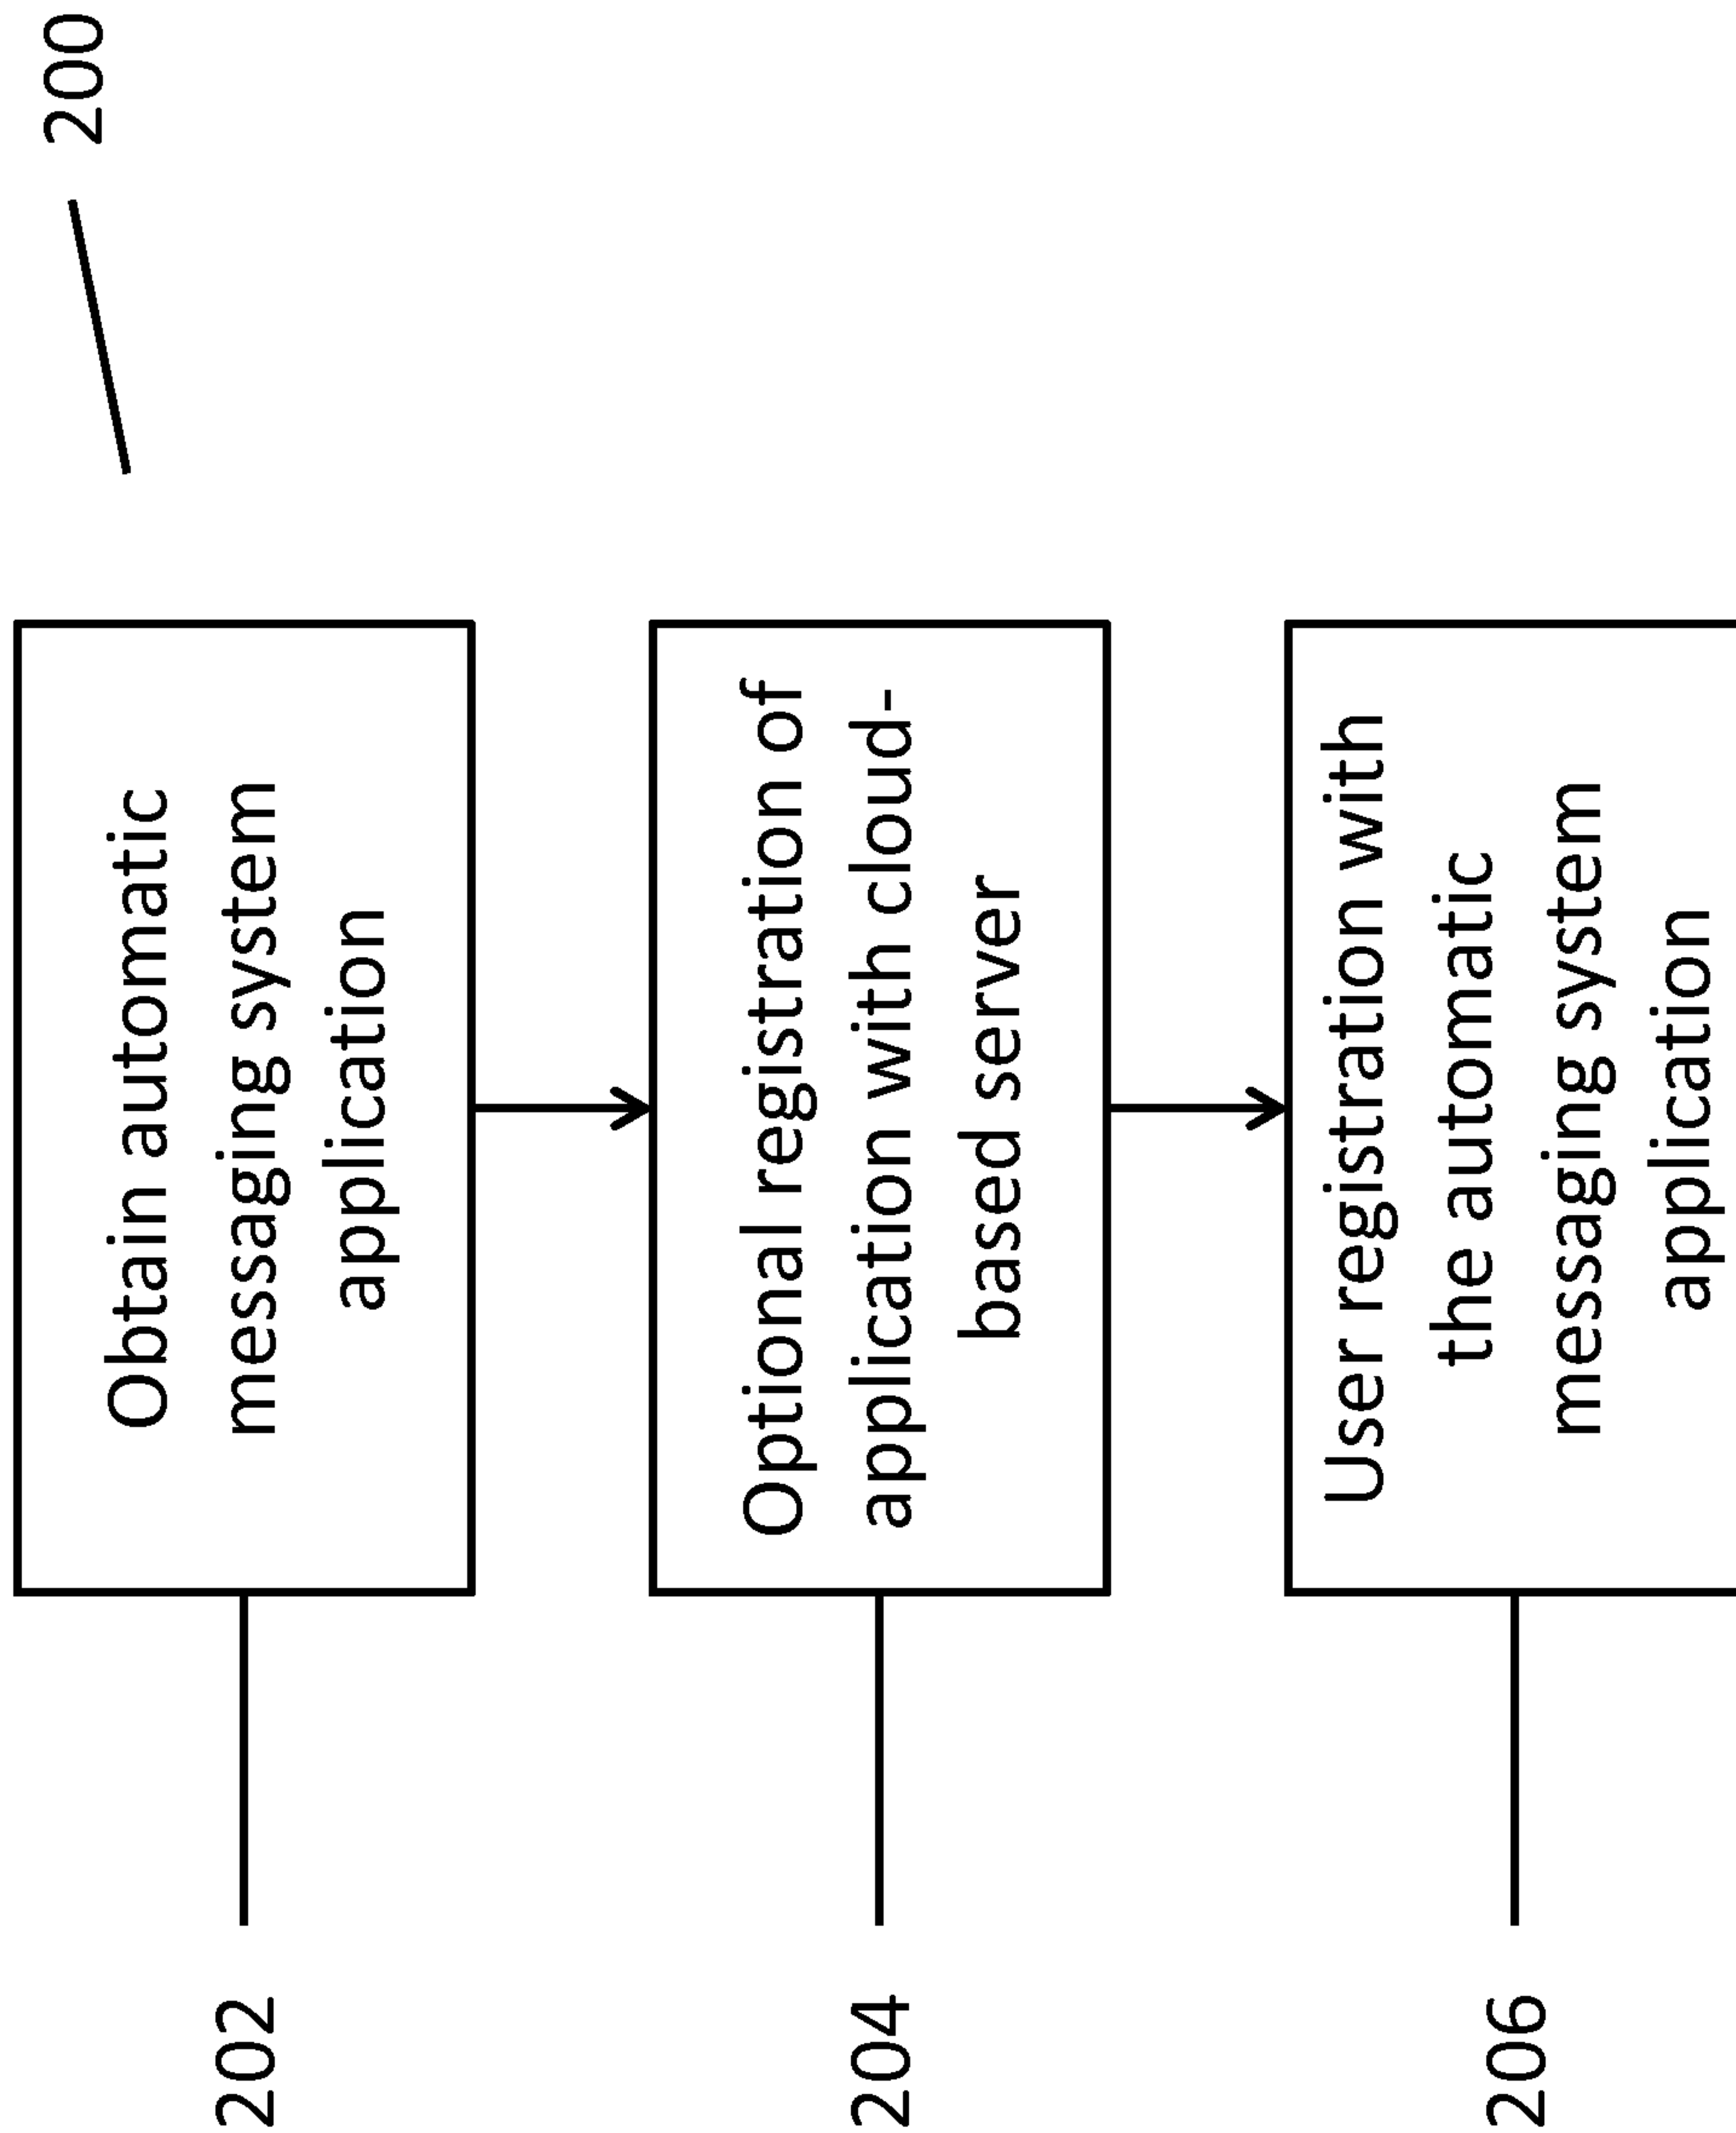 200
202
Obtain automatic
messaging system
application
204
Optional registration of
application with cloud-
based server
206
User registration with
the automatic
messaging system
application